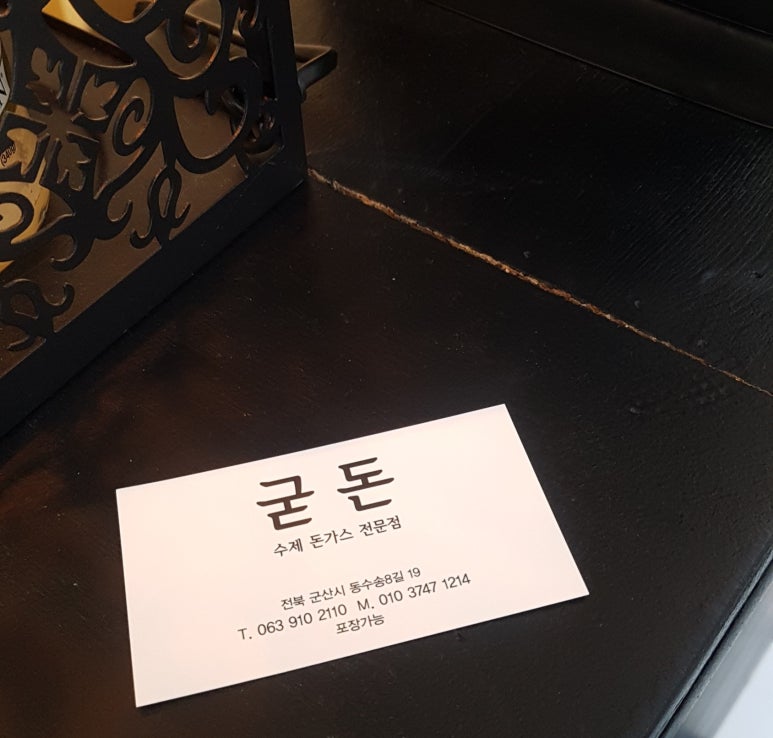 굳돈
수제 돈가스 전문점
전북 군산시 동수송8길 19
T. 063 910 2110 M. 010 3747 1214
포장가능